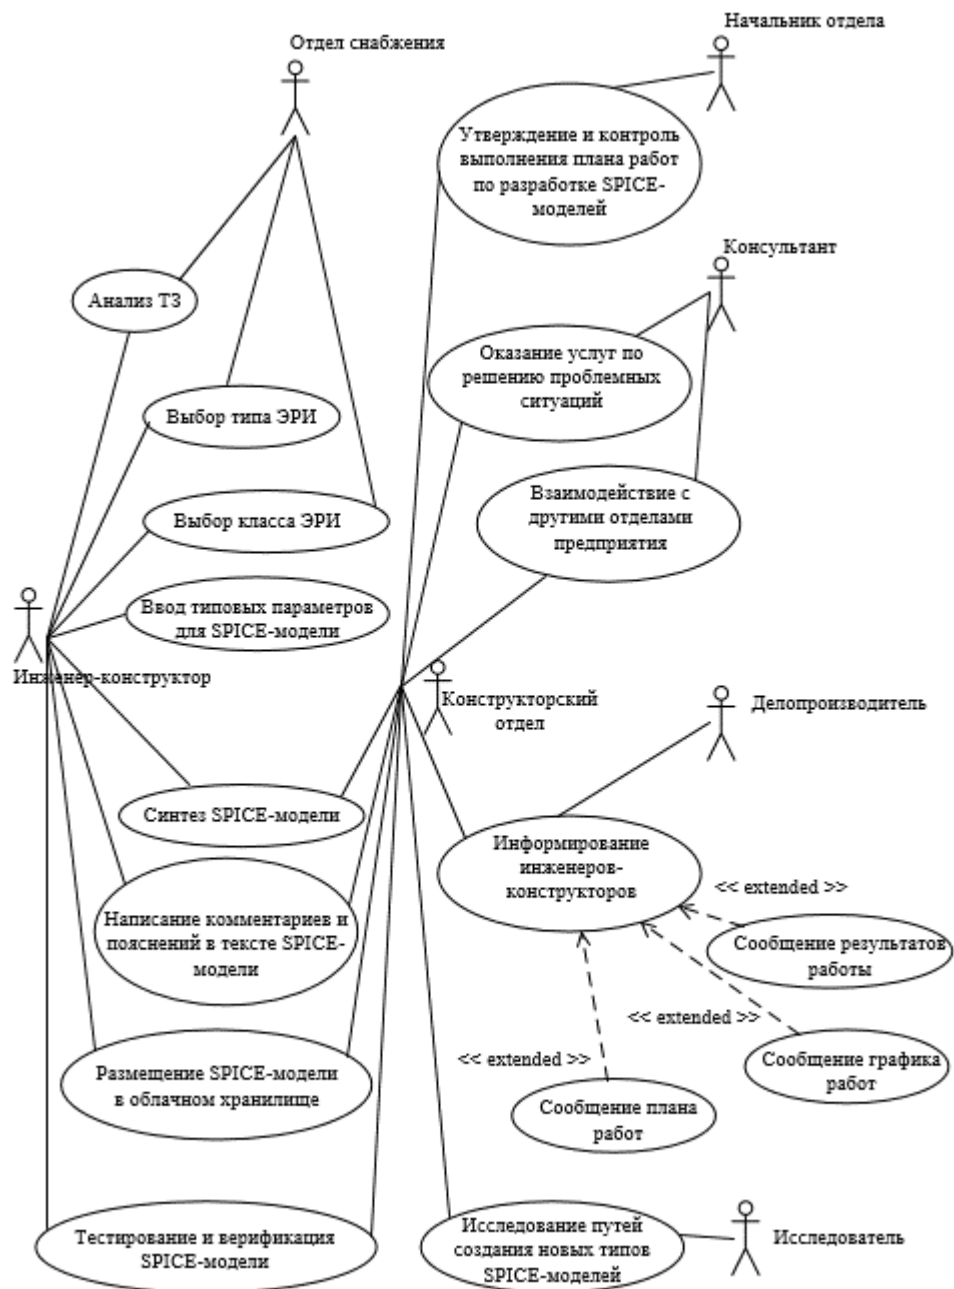 Начальник отдела
Отдел снабжения
Утверждение и контроль
выполнения плана работ
по разработке SPICE-
моделей
Консультант
Анализ ТЗ
Оказание услуг по
решению проблемных
ситуаций
Выбор типа ЭРИ
Взаимодействие с
другими отделами
предприятия
Выбор класса ЭРИ
Ввод типовых параметров
для SPICE-модели
Инженер-конструктор
Конструкторский
отдел
Делопроизводитель
Синтез SPICE-модели
Информирование
инженеров-
конструкторов
<< extended >>
Написание комментариев и
пояснений в тексте SPICE-
модели
Сообщение результатов
работы
<< extended >>
<< extended >>
Размещение SPICE-модели
в облачном хранилище
Сообщение графика
работ
Сообщение плана
работ
Тестирование и верификация
SPICE-модели
Исследование путей
создания новых типов
SPICE-моделей
Исследователь